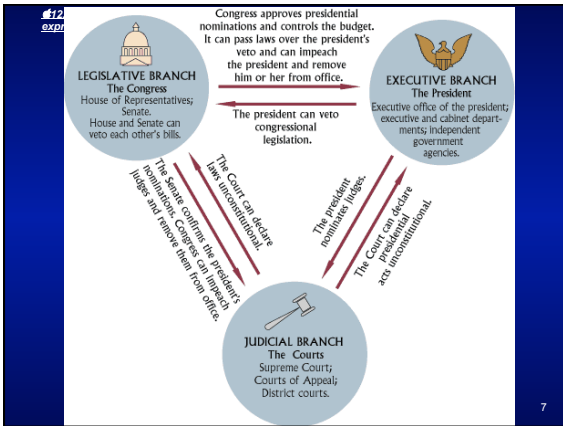 12
expr
Congress approves presidential
nominations and controls the budget.
It can pass laws over the president's
veto and can impeach
the president and remove
him or her from office.
LEGISLATIVE BRANCH
The Congress
House of Representatives;
Senate.
House and Senate can
veto each other's bills.
EXECUTIVE BRANCH
The President
Executive office of the president;
executive and cabinet depart-
ments; independent
government
agencies.
The president can veto
congressional
legislation.
The Senate confirms the president's
nominations. Congress can impeach
judges and remove them from office.
The Court can declare
laws unconstitutional.
The president
nominates judges.
The Court can declare
presidential
acts unconstitutional.
JUDICIAL BRANCH
The Courts
Supreme Court;
Courts of Appeal;
District courts.
7